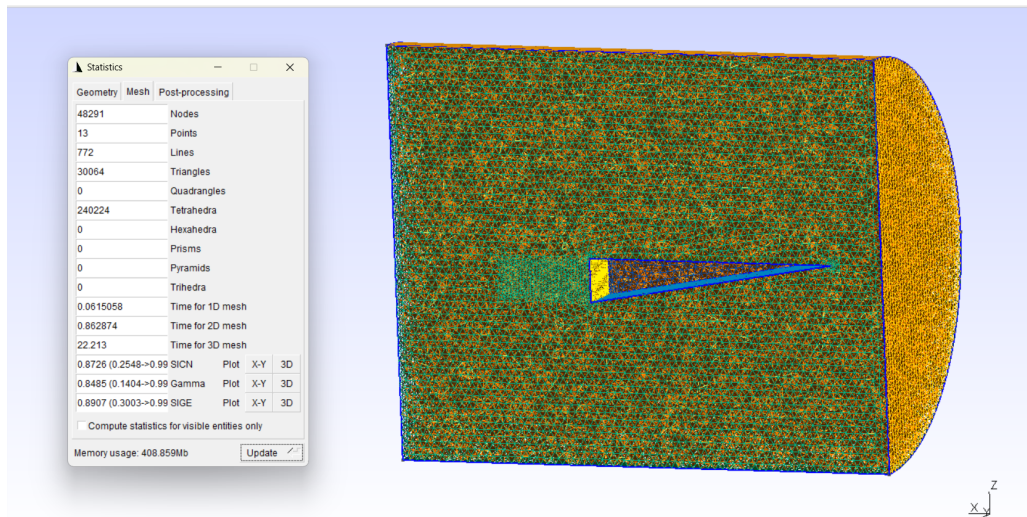 Statistics
Geometry Mesh Post-processing
48291 Nodes
13 Points
772 Lines
30064 Triangles
0 Quadrangles
240224 Tetrahedra
0 Hexahedra
0 Prisms
0 Pyramids
0 Trihedra
0.0615058 Time for 1D mesh
0.862874 Time for 2D mesh
22.213 Time for 3D mesh
0.8726 (0.2548->0.99 SICN Plot X-Y 3D
0.8485 (0.1404->0.99 Gamma Plot X-Y 3D
0.8907 (0.3003->0.99 SIGE Plot X-Y 3D
Compute statistics for visible entities only
Memory usage: 408.859Mb Update
Z
X Y